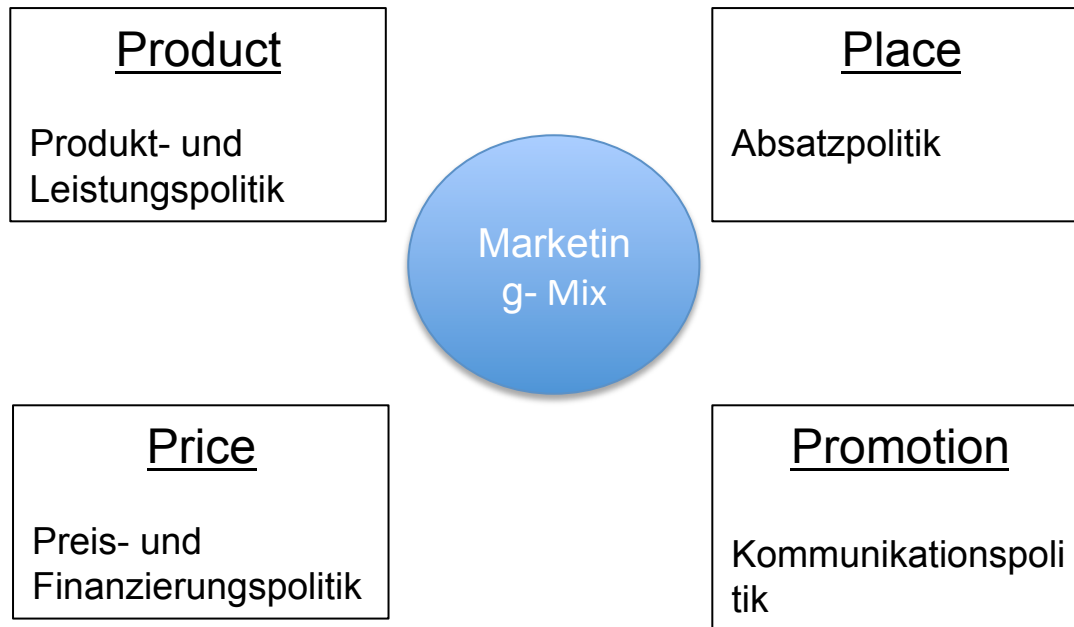 Product
Produkt- und
Leistungspolitik
Place
Absatzpolitik
Marketin
g- Mix
Price
Preis- und
Finanzierungspolitik
Promotion
Kommunikationspoli
tik